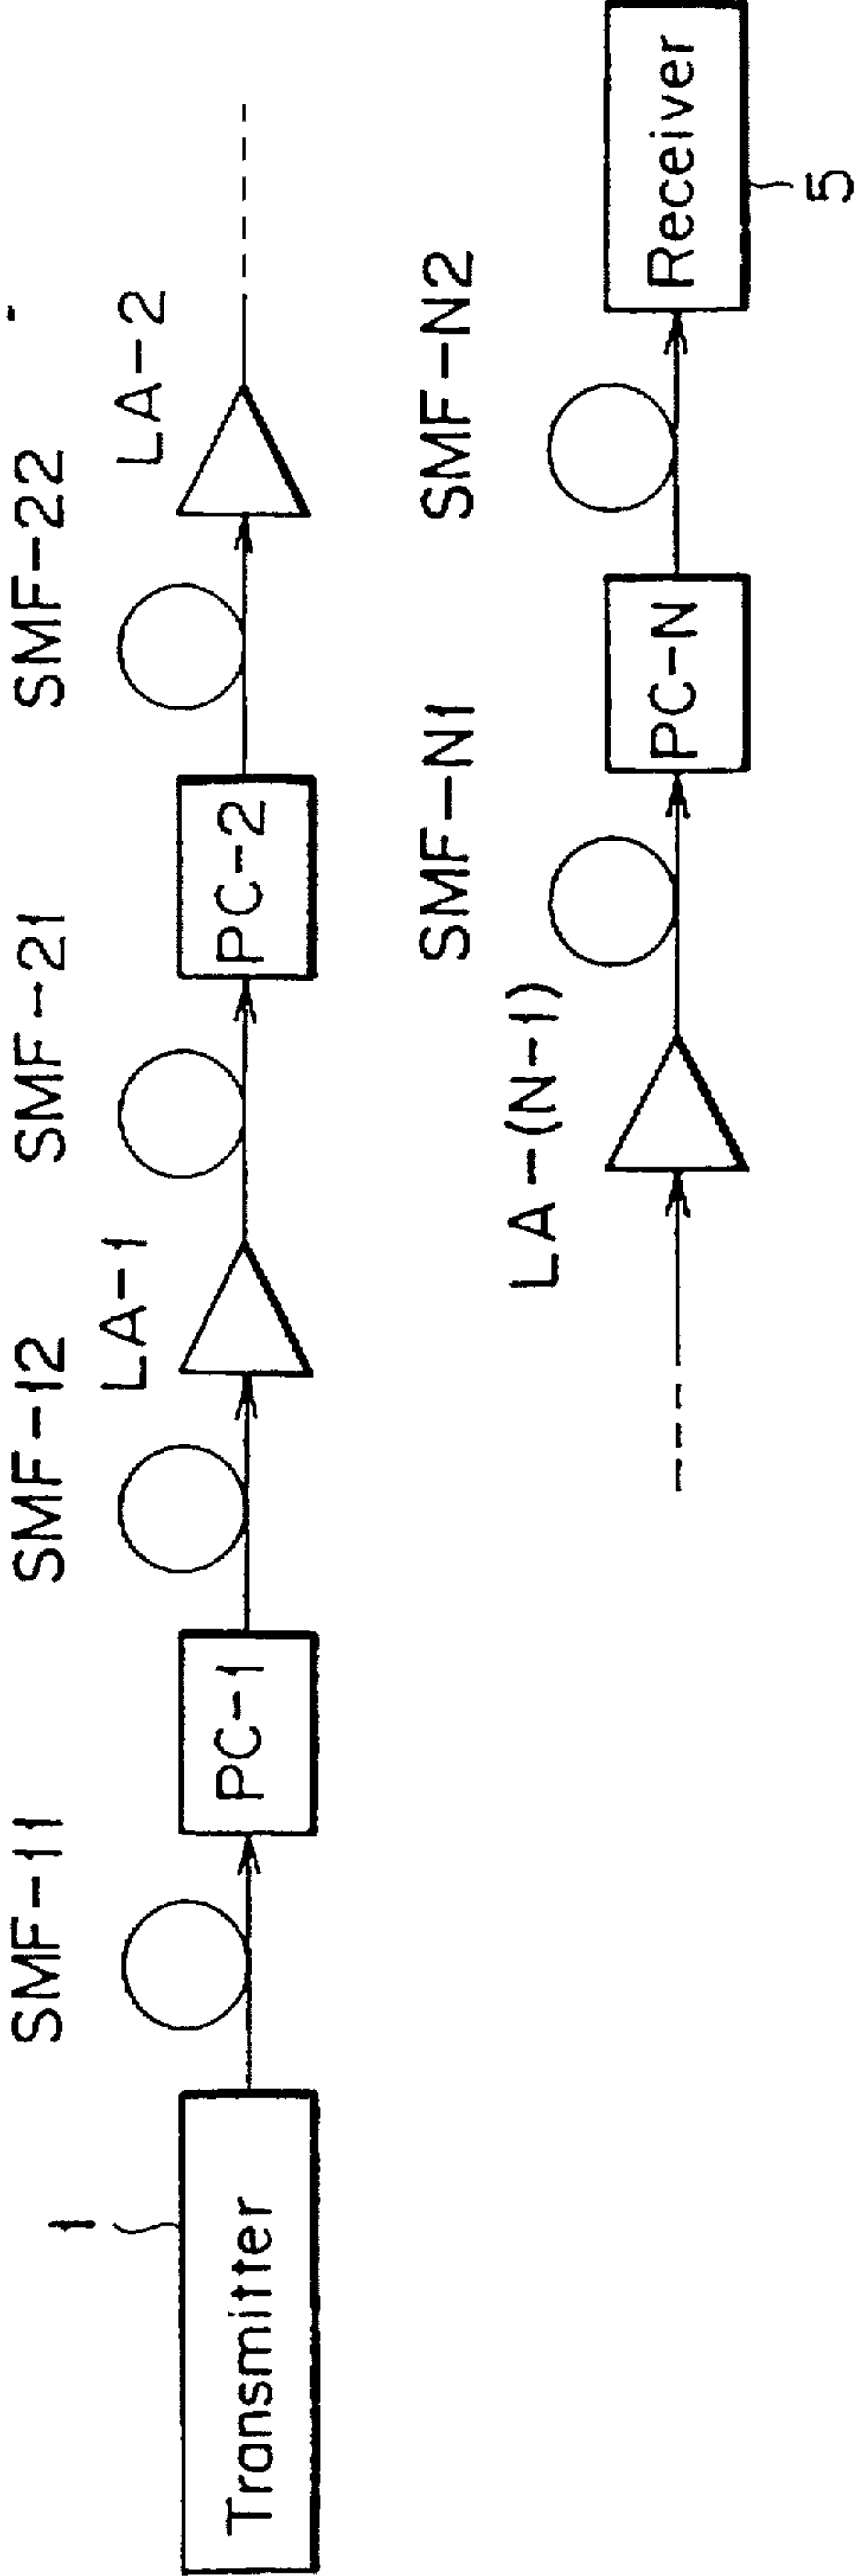 SMF-11
SMF-12
SMF-21
SMF-22
1
LA-1
LA-2
Transmitter
PC-1
PC-2
SMF-N1
SMF-N2
LA-(N-1)
PC-N
Receiver
5